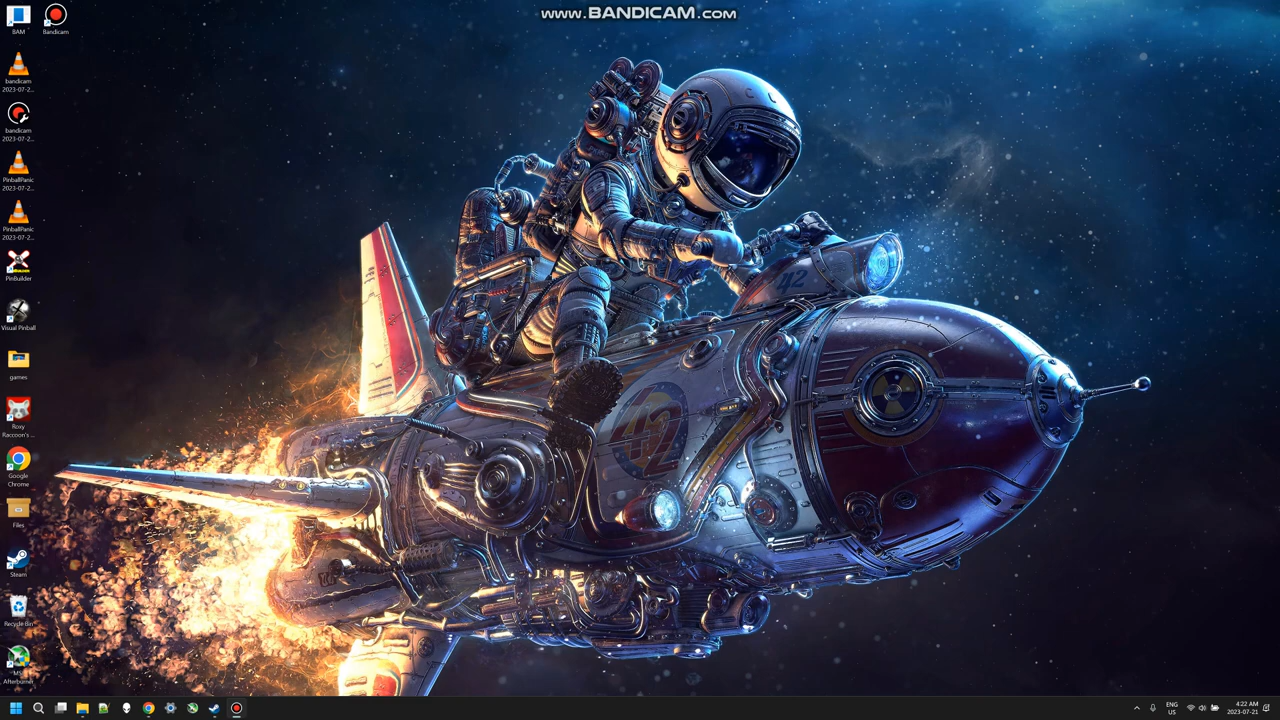 www.BANDICAM.com
BAM
Bandicam
bandicam
2023-07-2...
bandicam
2023-07-2...
PinballPanic
2023-07-2...
PinballPanic
2023-07-2...
PinBuilder
Visual Pinball
games
Roxy
Raccoon's ...
Google
Chrome
Files
Steam
Recycle Bin
MSI
Afterburner
42
42
ENG
US
4:22 AM
2023-07-21